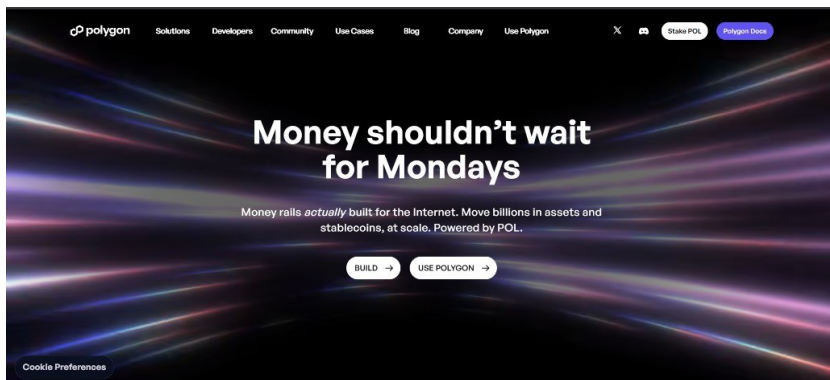 polygon
Solutions Developers Community Use Cases Blog Company Use Polygon
Stake POL Polygon Docs
Money shouldn’t wait
for Mondays
Money rails actually built for the Internet. Move billions in assets and
stablecoins, at scale. Powered by POL.
BUILD → USE POLYGON →
Cookie Preferences